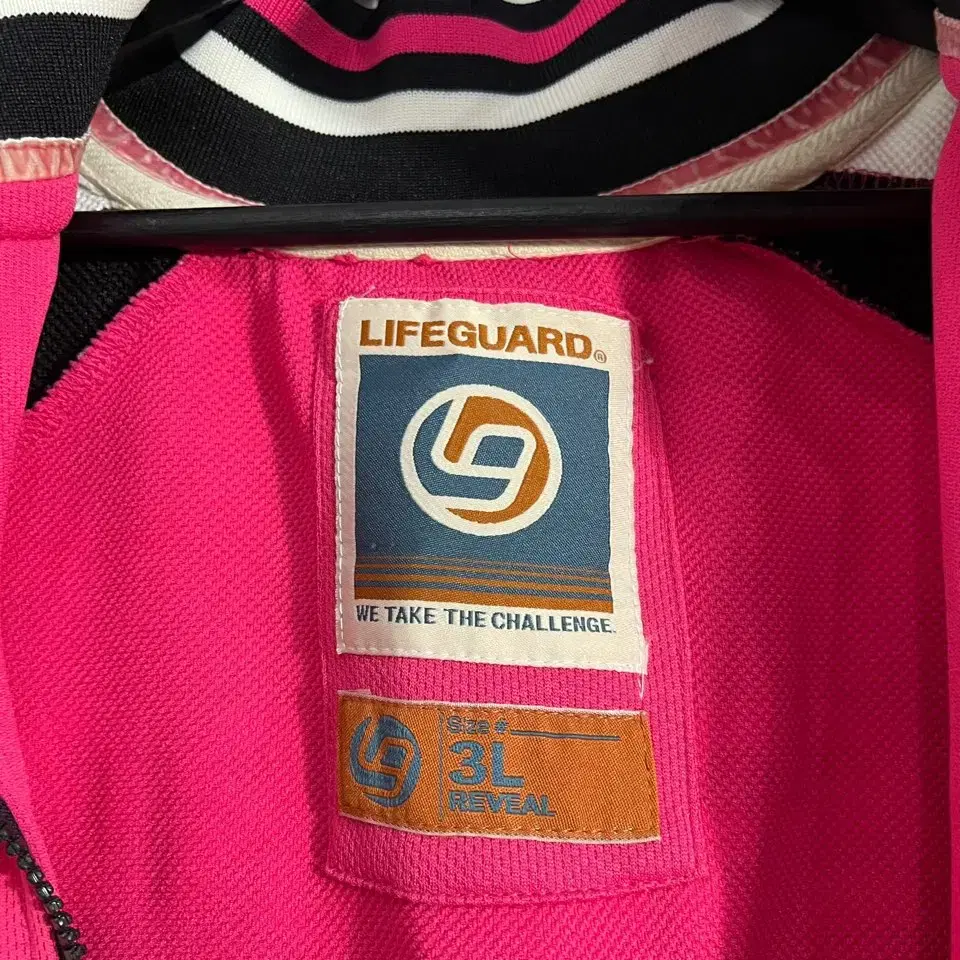 LIFEGUARD®
WE TAKE THE CHALLENGE.
Size #
3L
REVEAL